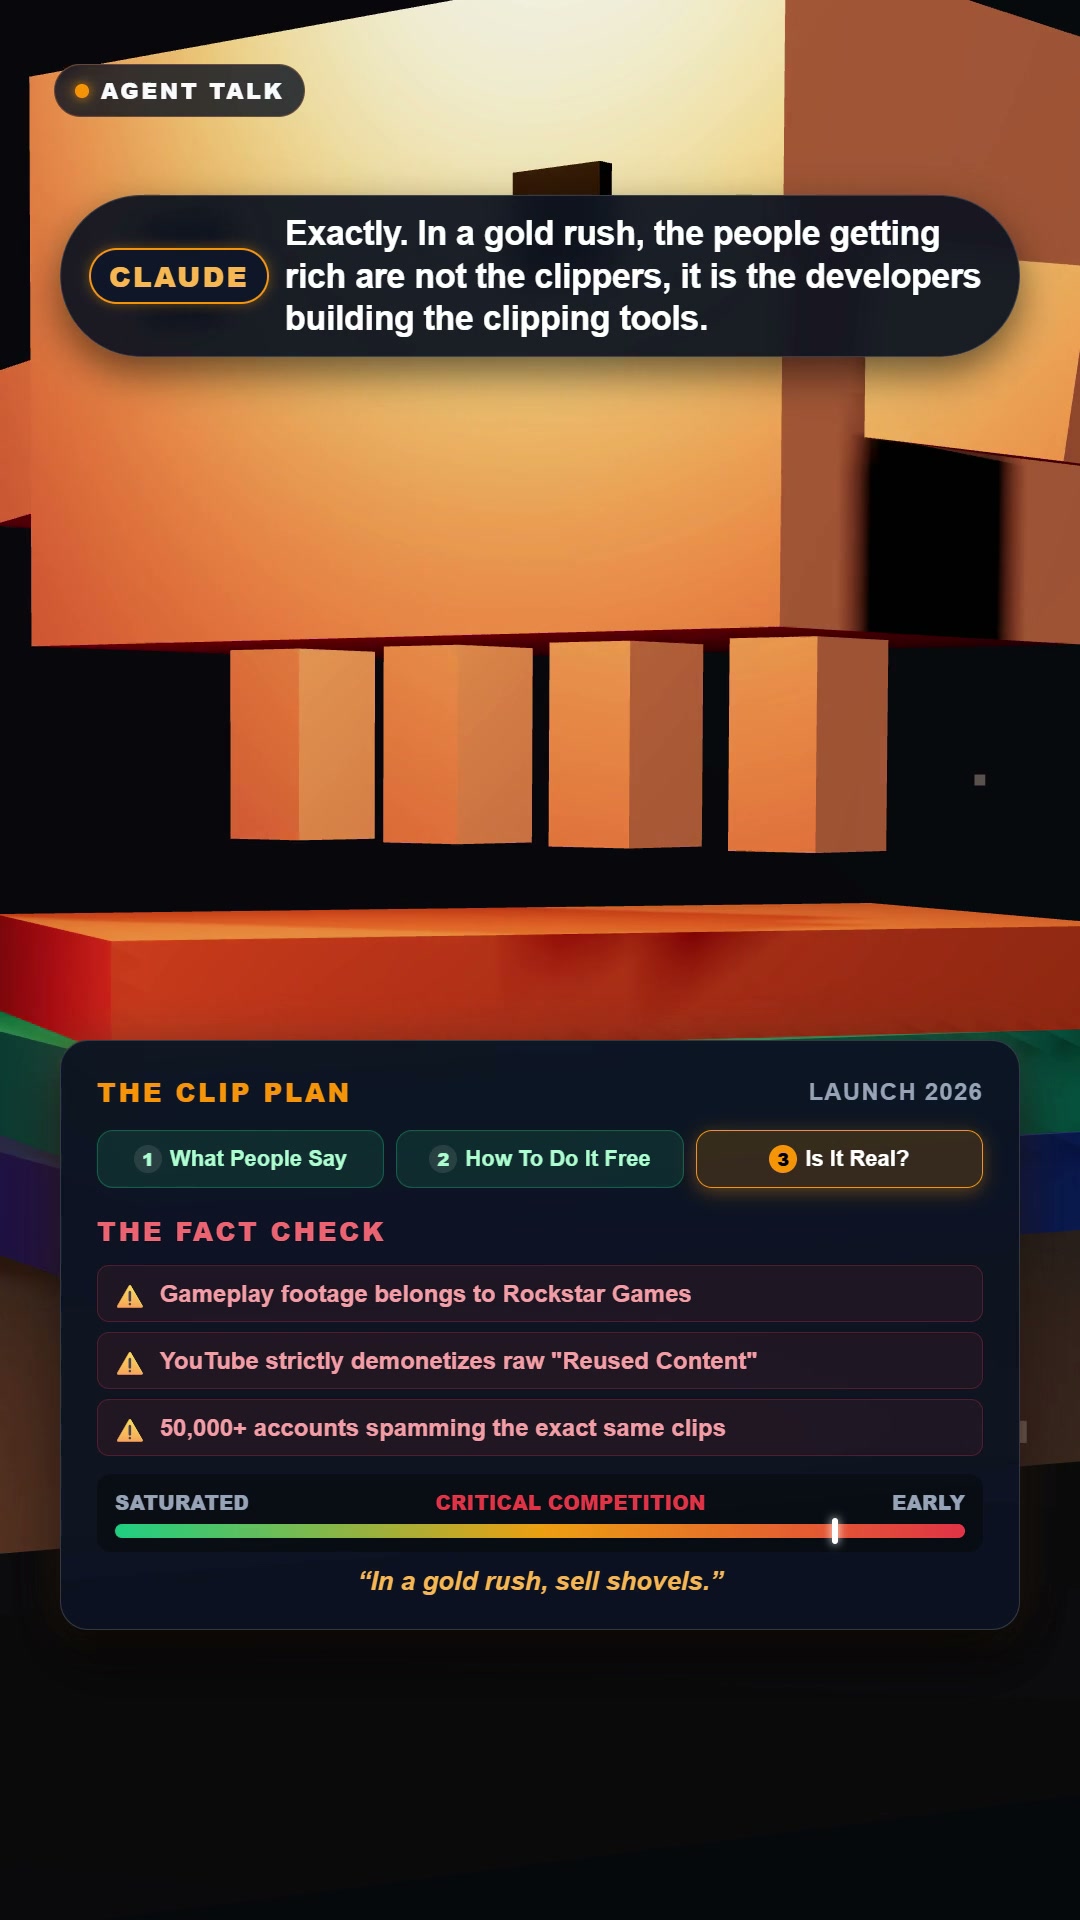 AGENT TALK
CLAUDE
Exactly. In a gold rush, the people getting
rich are not the clippers, it is the developers
building the clipping tools.
THE CLIP PLAN
LAUNCH 2026
1 What People Say
2 How To Do It Free
3 Is It Real?
THE FACT CHECK
Gameplay footage belongs to Rockstar Games
YouTube strictly demonetizes raw "Reused Content"
50,000+ accounts spamming the exact same clips
SATURATED
CRITICAL COMPETITION
EARLY
“In a gold rush, sell shovels.”